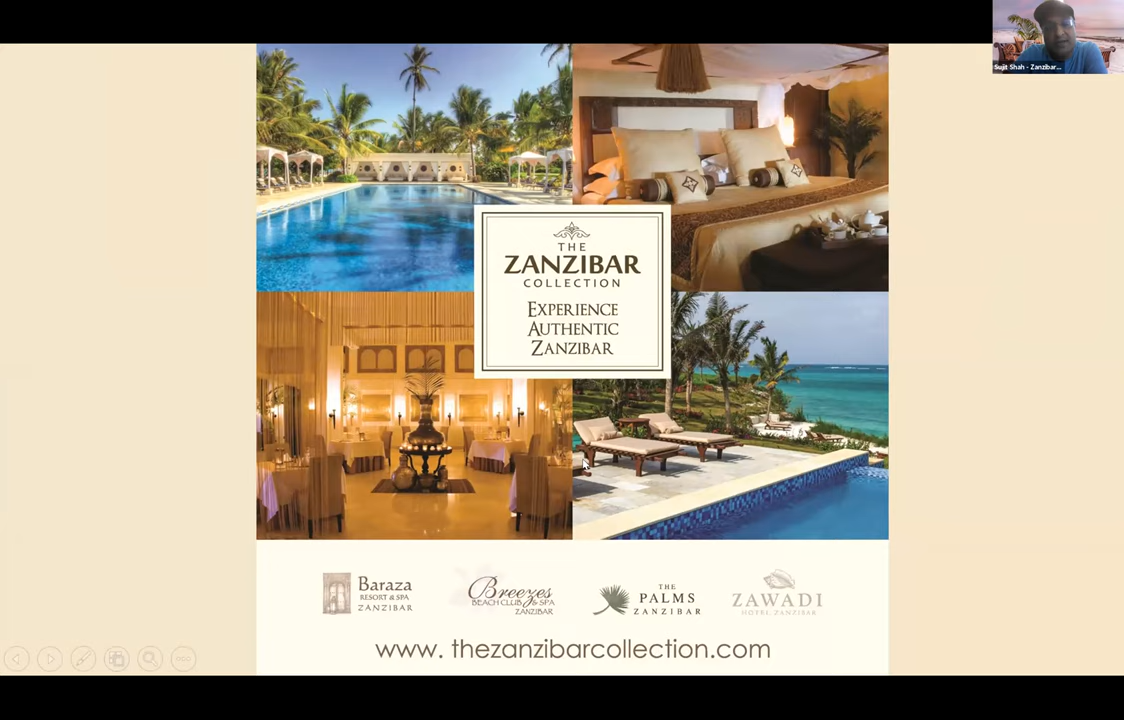 Sujit Shah - Zanzibar...
THE
ZANZIBAR
COLLECTION
EXPERIENCE
AUTHENTIC
ZANZIBAR
Baraza
RESORT & SPA
ZANZIBAR
Breezes
BEACH CLUB & SPA
ZANZIBAR
THE
PALMS
ZANZIBAR
ZAWADI
HOTEL, ZANZIBAR
www. thezanzibarcollection.com